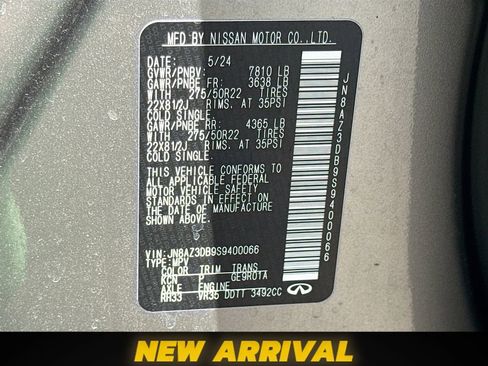 MFD BY NISSAN MOTOR CO.,LTD.
DATE: 5/24
GVWR/PNBV: 7810 LB
GAWR/PNBE FR: 3638 LB
WITH 275/50R22 TIRES
22X81/2J RIMS, AT 35PSI
COLD SINGLE.
GAWR/PNBE RR: 4365 LB
WITH 275/50R22 TIRES
22X81/2J RIMS, AT 35PSI
COLD SINGLE.
THIS VEHICLE CONFORMS TO
ALL APPLICABLE FEDERAL
MOTOR VEHICLE SAFETY
STANDARDS IN EFFECT ON
THE DATE OF MANUFACTURE
SHOWN ABOVE.
VIN: JN8AZ3DB9S9400066
TYPE: MPV
COLOR TRIM TRANS
KCN P GE9R01A
AXLE ENGINE
RH33 VR35 DDTT 3492CC
JN8AZ3DB9S9400066
INFINITI
NEW ARRIVAL